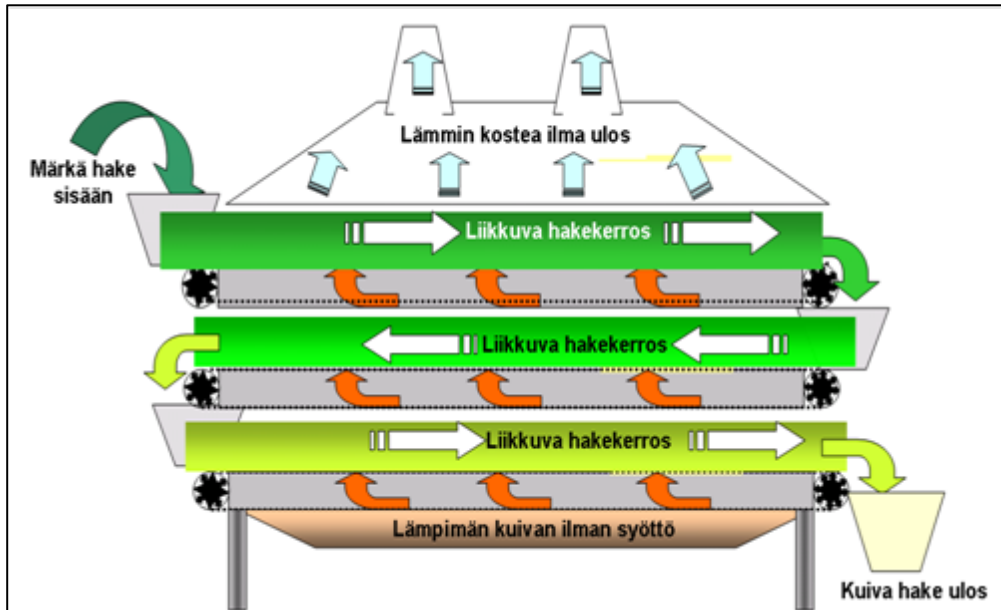 Lämmin kostea ilma ulos
Märkä hake
sisään
Liikkuva hakekerros
Liikkuva hakekerros
Liikkuva hakekerros
Lämpimän kuivan ilman syöttö
Kuiva hake ulos